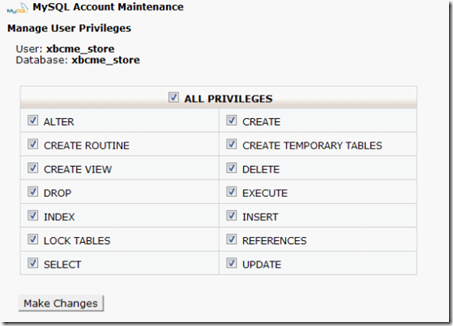 MySQL MySQL Account Maintenance
Manage User Privileges
User: xbcme_store
Database: xbcme_store
ALL PRIVILEGES
ALTER CREATE
CREATE ROUTINE CREATE TEMPORARY TABLES
CREATE VIEW DELETE
DROP EXECUTE
INDEX INSERT
LOCK TABLES REFERENCES
SELECT UPDATE
Make Changes